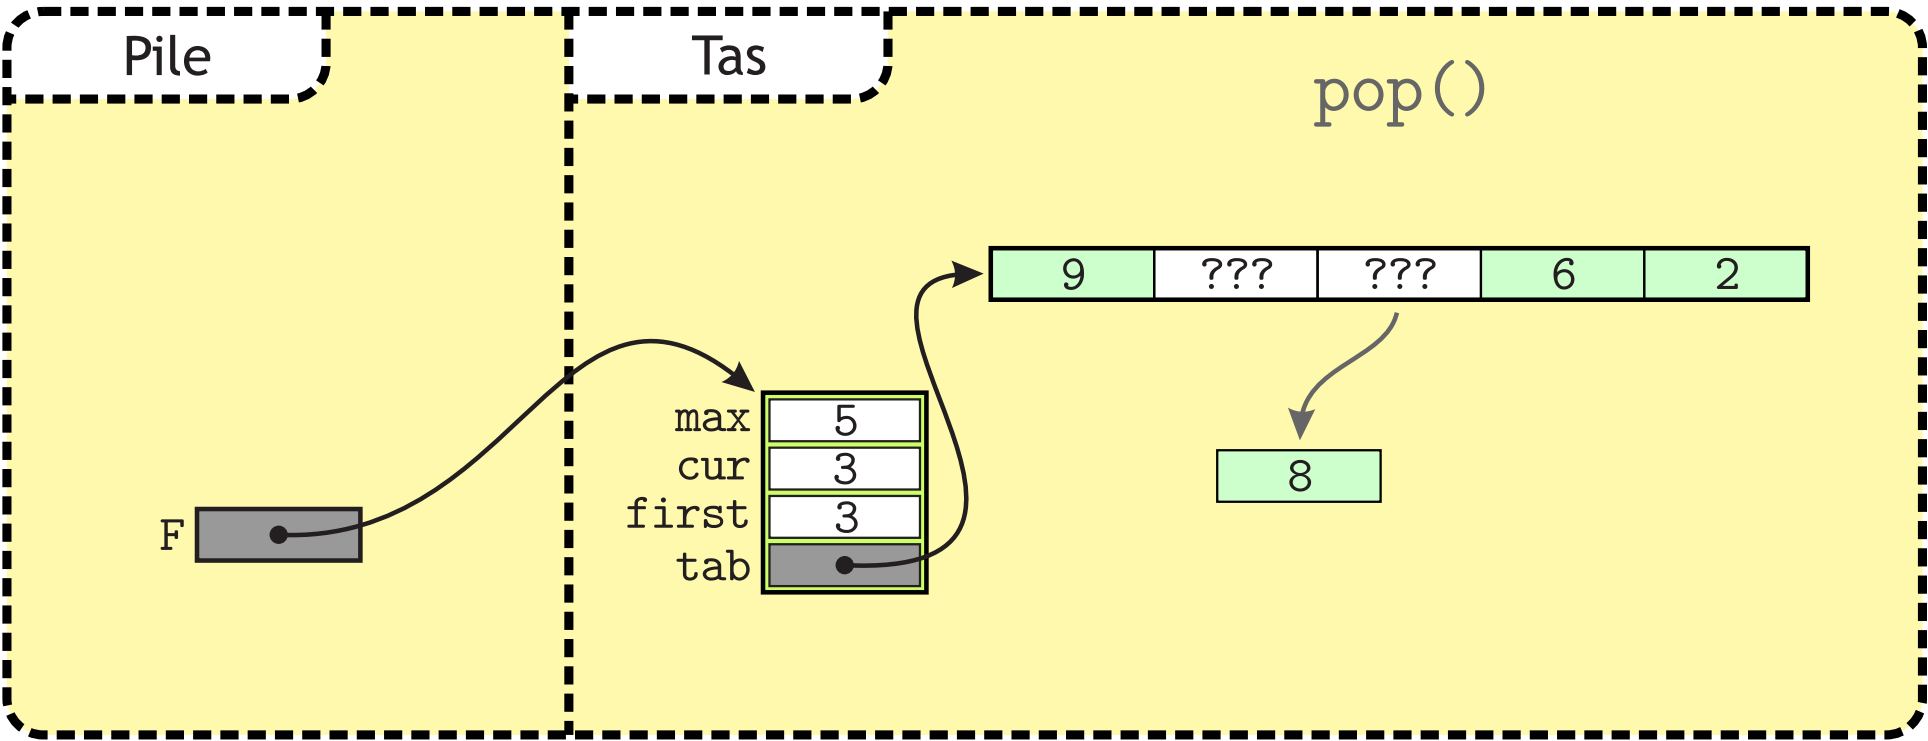 Pile
Tas
pop()
9 ??? ??? 6 2
max 5
cur 3
first 3
tab
F
8